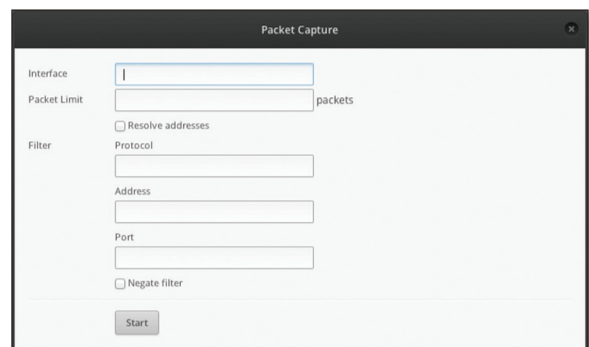 Packet Capture
Interface
Packet Limit packets
Resolve addresses
Filter Protocol
Address
Port
Negate filter
Start